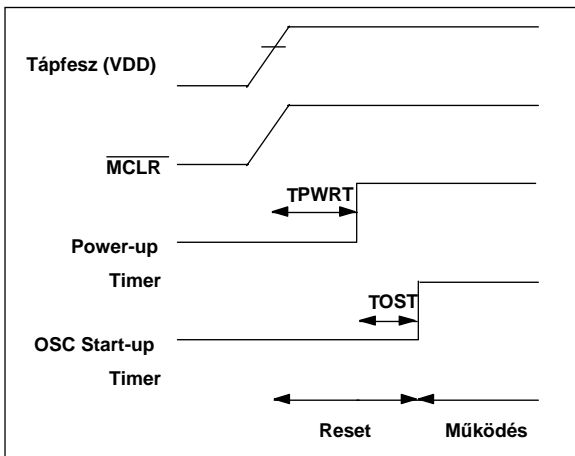 Tápfesz (VDD)
MCLR
TPWRT
Power-up
Timer
TOST
OSC Start-up
Timer
Reset Működés